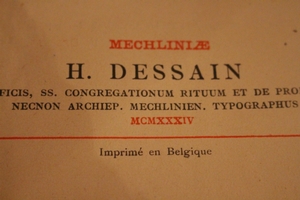 MECHLINIÆ
H. DESSAIN
FICIS, SS. CONGREGATIONUM RITUUM ET DE PRO
NECNON ARCHIEP. MECHLINIEN. TYPOGRAPHUS
MCMXXXIV
Imprimé en Belgique